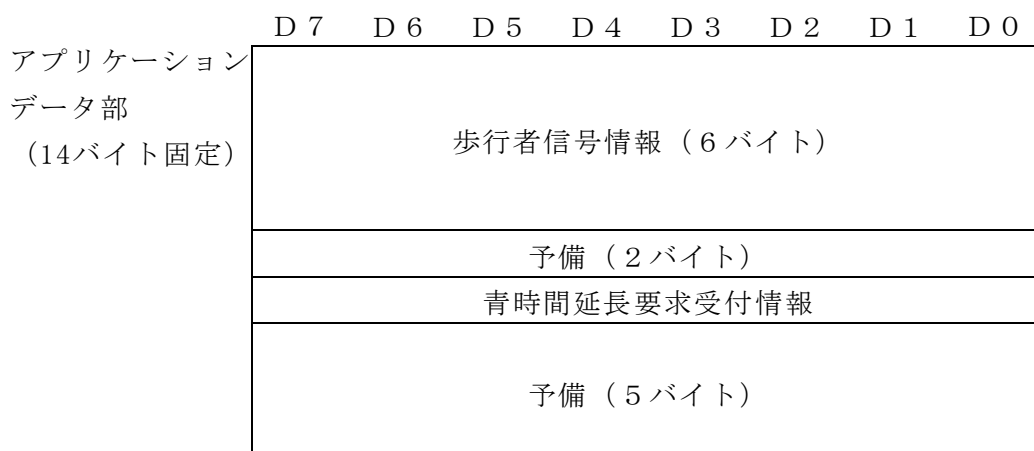 Ｄ７　Ｄ６　Ｄ５　Ｄ４　Ｄ３　Ｄ２　Ｄ１　Ｄ０
アプリケーション
データ部
（14バイト固定）
歩行者信号情報（６バイト）
予備（２バイト）
青時間延長要求受付情報
予備（５バイト）